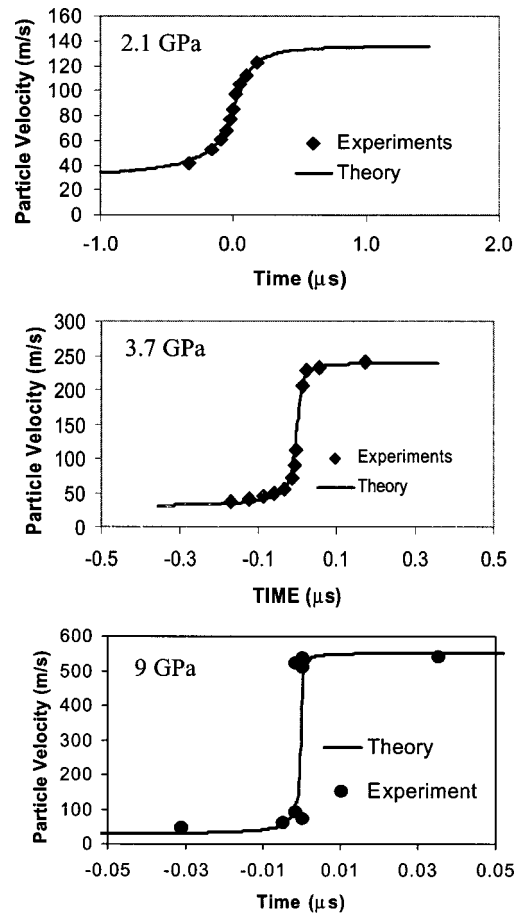 160
140
2.1 GPa
120
100
80
60
40
20
0
Particle Velocity (m/s)
Experiments
Theory
-1.0
0.0
1.0
2.0
Time (μs)
300
250
3.7 GPa
200
150
100
50
0
Particle Velocity (m/s)
Experiments
Theory
-0.5
-0.3
-0.1
0.1
0.3
0.5
TIME (μs)
600
500
9 GPa
400
300
200
100
0
Particle Velocity (m/s)
Theory
Experiment
-0.05
-0.03
-0.01
0.01
0.03
0.05
Time (μs)